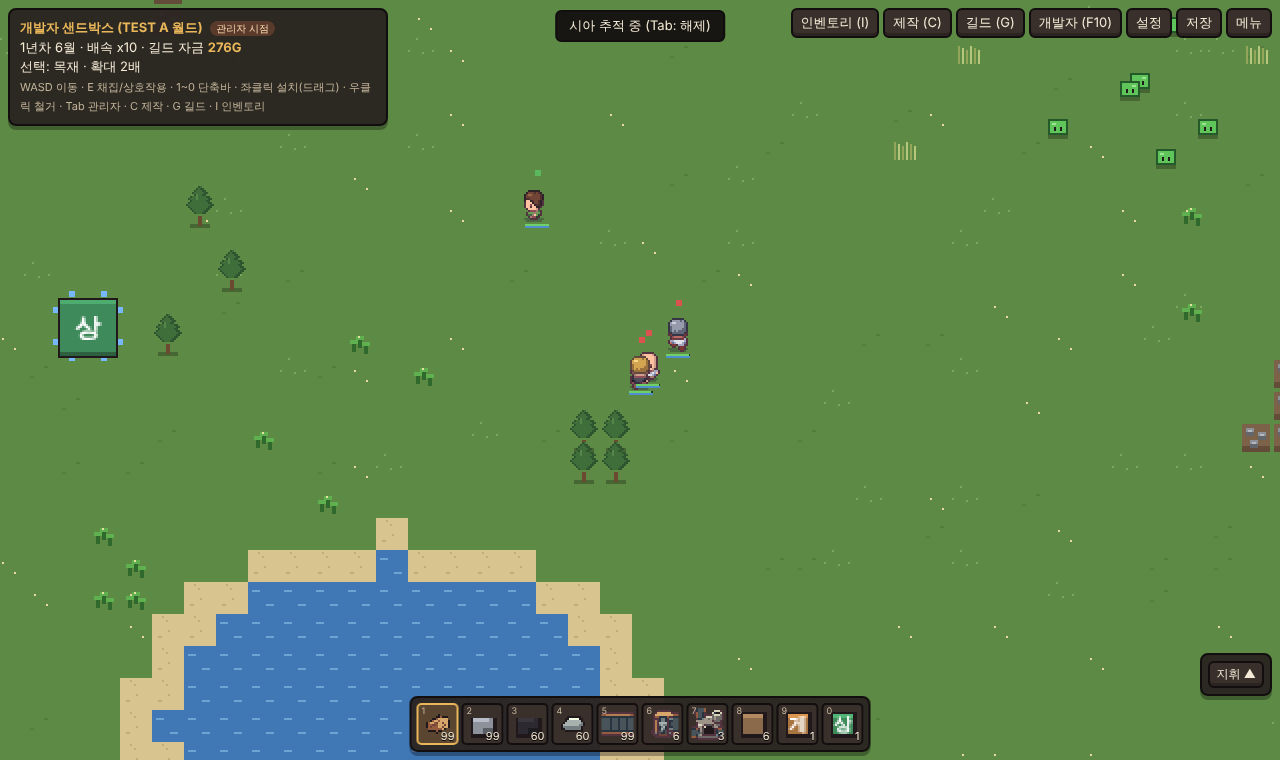 개발자 샌드박스 (TEST A 월드) 관리자 시점
1년차 6월 · 배속 x10 · 길드 자금 276G
선택: 목재 · 확대 2배
WASD 이동 · E 채집/상호작용 · 1~0 단축바 · 좌클릭 설치(드래그) · 우클
릭 철거 · Tab 관리자 · C 제작 · G 길드 · I 인벤토리
시야 추적 중 (Tab: 해제)
인벤토리 (I) 제작 (C) 길드 (G) 개발자 (F10) 설정 저장 메뉴
상
지휘 ▲
1 2 3 4 5 6 7 8 9 0
게 상
99 99 60 60 99 6 3 6 1 1